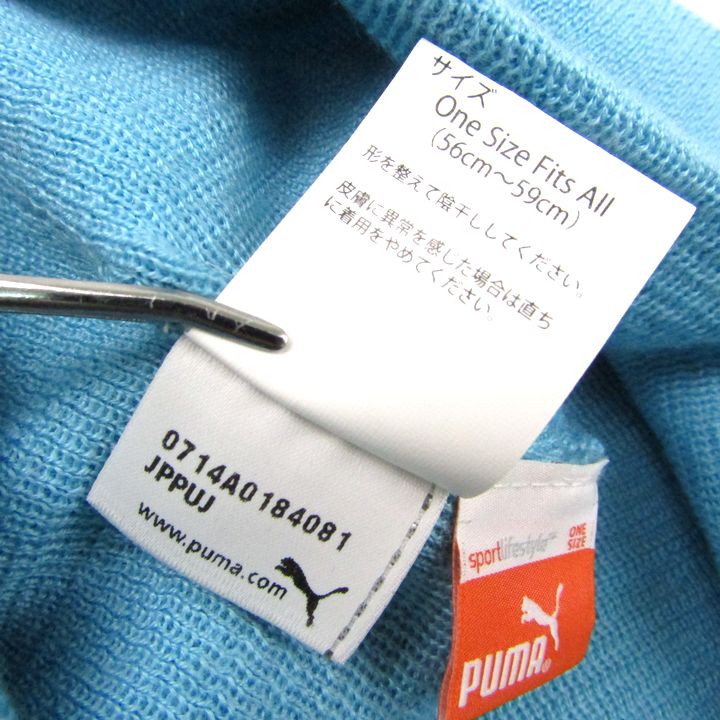 サイズ
One Size Fits All
(56cm～59cm)
形を整えて陰干ししてください。
皮膚に異常を感じた場合は直ち
に着用をやめてください。
0714A0184081
JPPUJ
www.puma.com
sportlifestyle
ONE
SIZE
PUMA